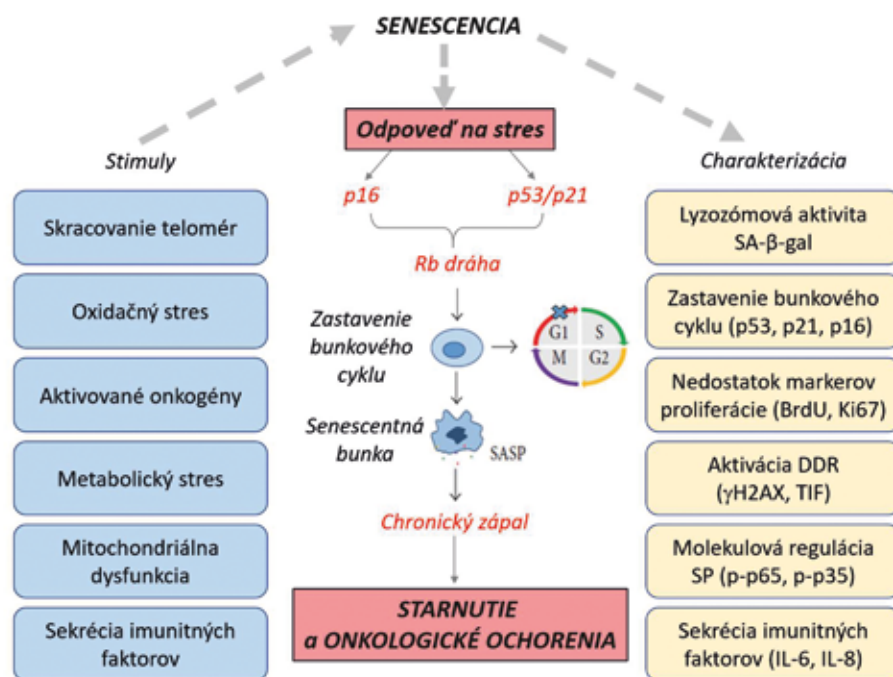 SENESCENCIA
Stimuly
Skracovanie telomér
Oxidačný stres
Aktivované onkogény
Metabolický stres
Mitochondriálna
dysfunkcia
Sekrécia imunitných
faktorov
Odpoveď na stres
p16
p53/p21
Rb dráha
Zastavenie
bunkového
cyklu
G1
S
M
G2
Senescentná
bunka
SASP
Chronický zápal
STARNUTIE
a ONKOLOGICKÉ OCHORENIA
Charakterizácia
Lyzozómová aktivita
SA-β-gal
Zastavenie bunkového
cyklu (p53, p21, p16)
Nedostatok markerov
proliferácie (BrdU, Ki67)
Aktivácia DDR
(γH2AX, TIF)
Molekulová regulácia
SP (p-p65, p-p35)
Sekrécia imunitných
faktorov (IL-6, IL-8)